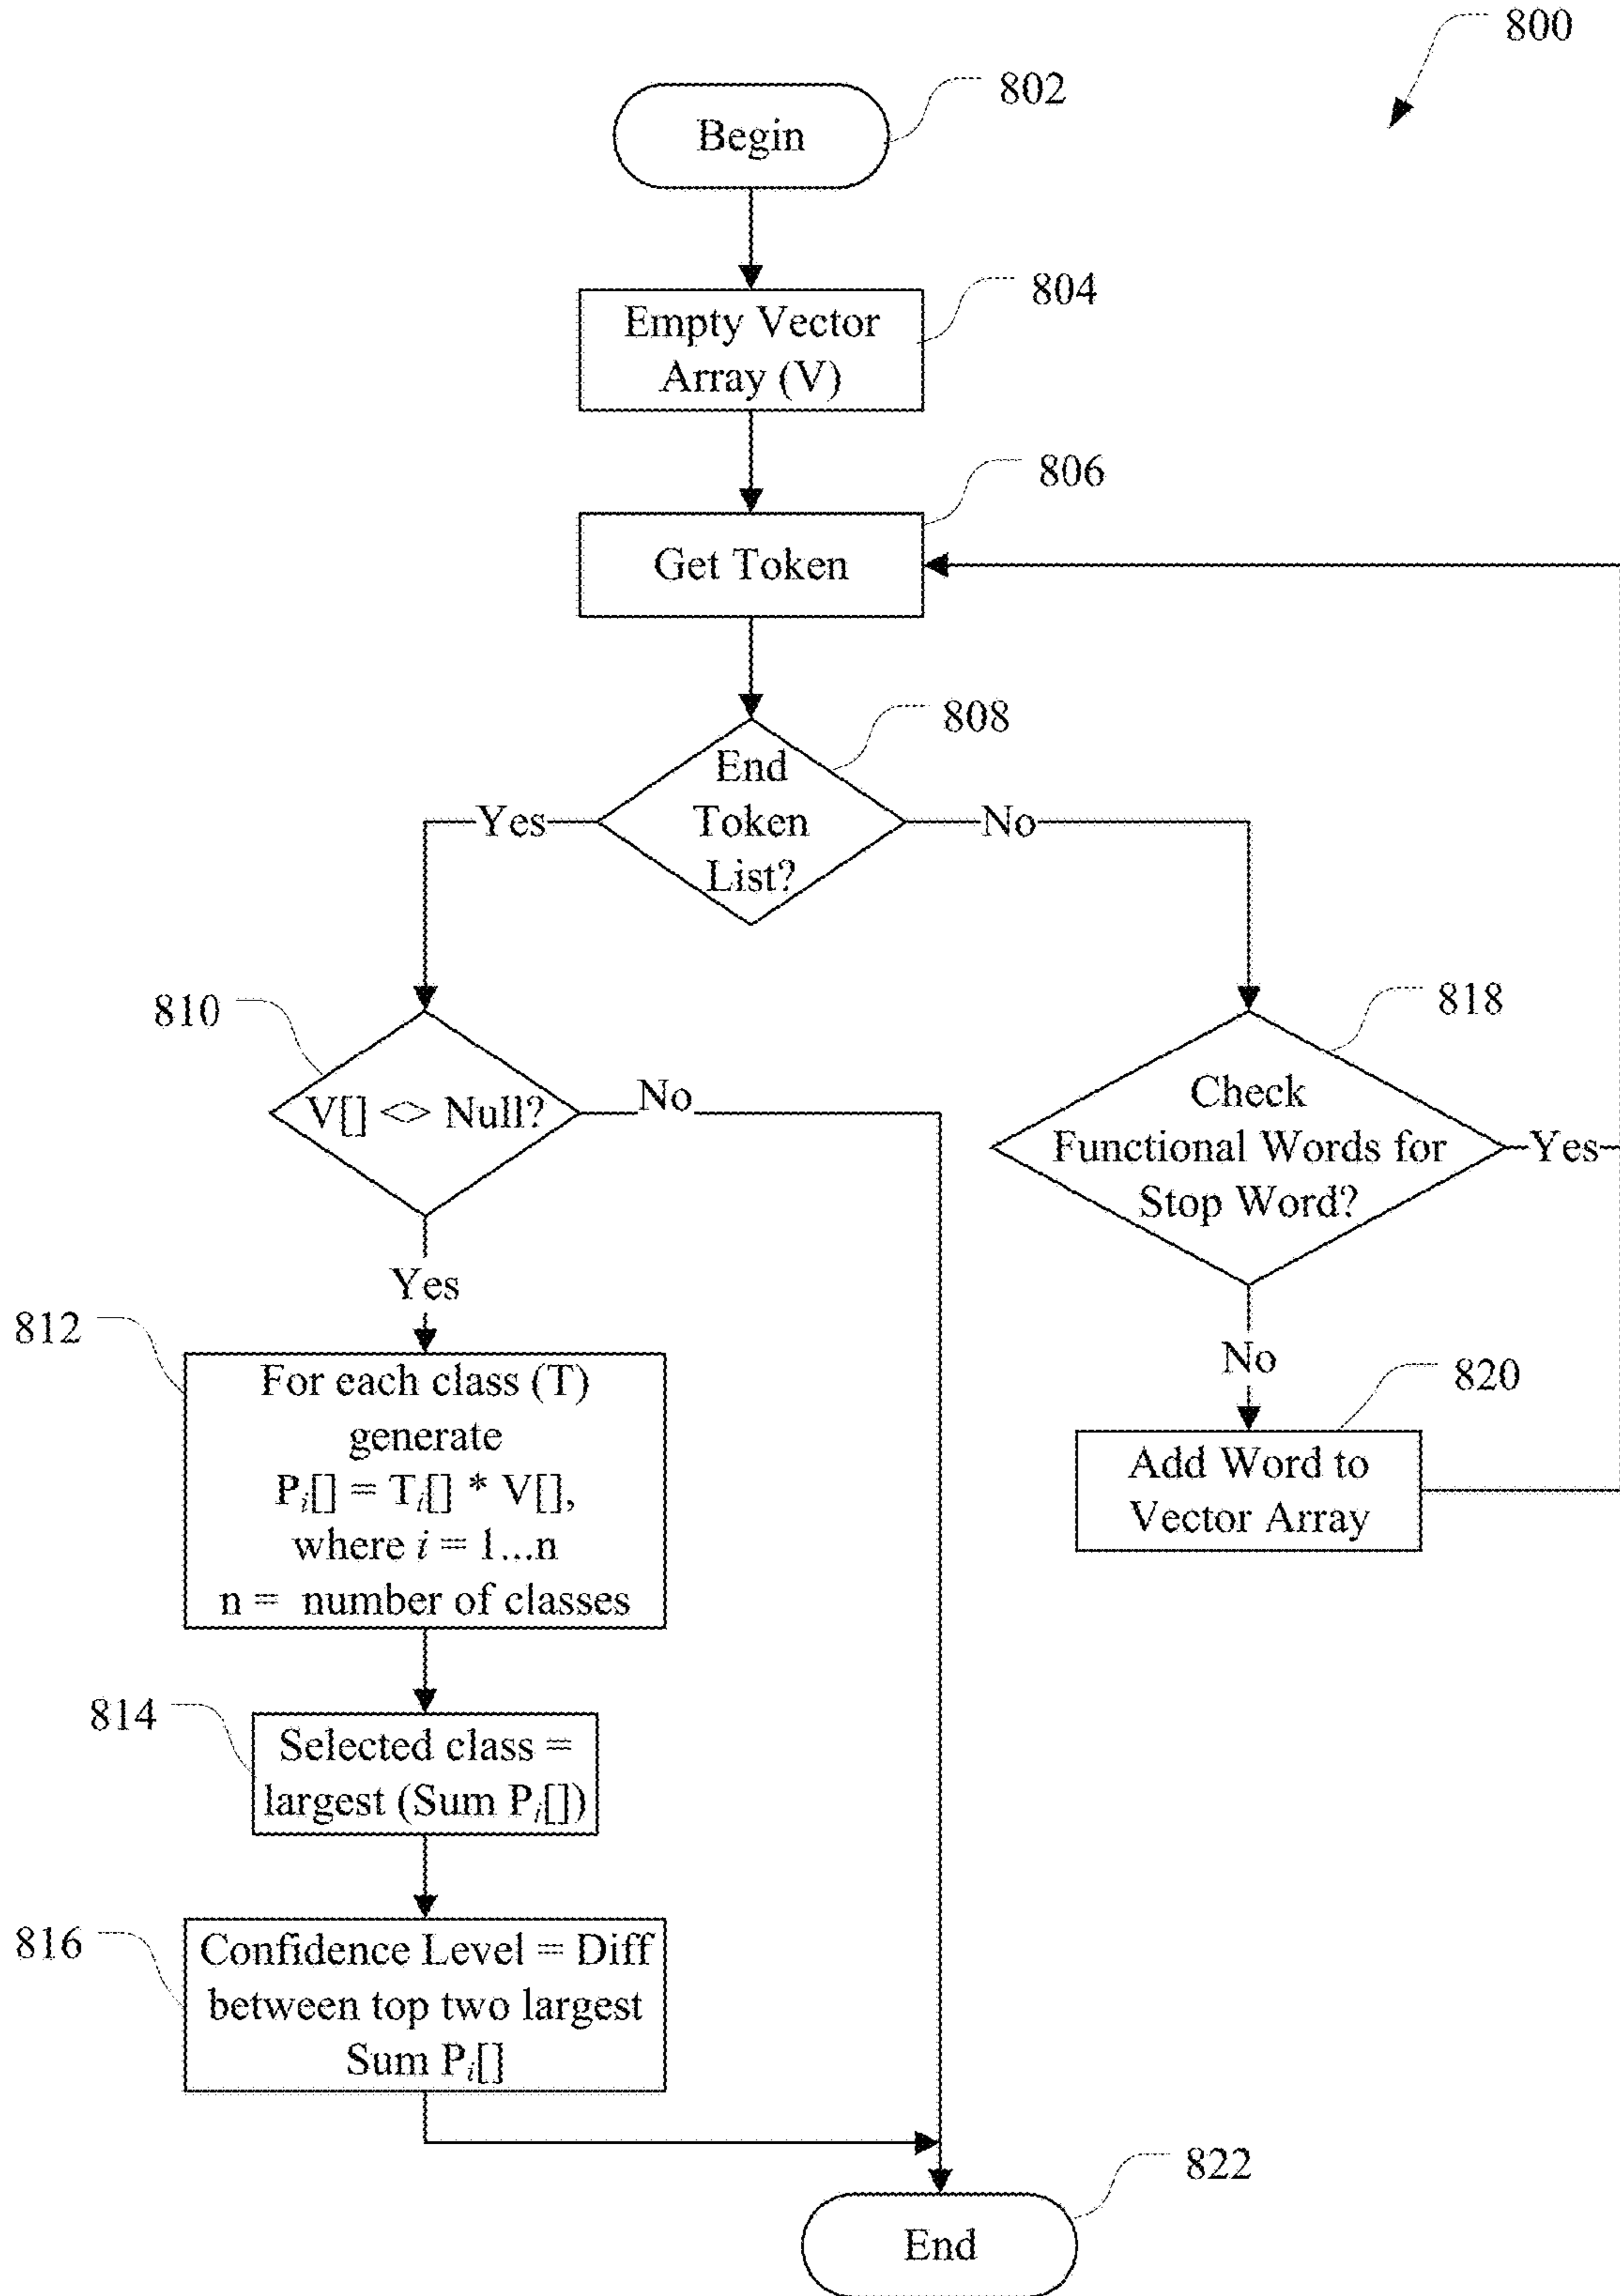 800
802
Begin
804
Empty Vector
Array (V)
806
Get Token
808
End
Token
List?
Yes
No
810
V[] <> Null?
No
818
Check
Functional Words for
Stop Word?
Yes
Yes
No
812
For each class (T)
generate
Pi[] = Ti[] * V[],
where i = 1...n
n = number of classes
820
Add Word to
Vector Array
814
Selected class =
largest (Sum Pi[])
816
Confidence Level = Diff
between top two largest
Sum Pi[]
822
End